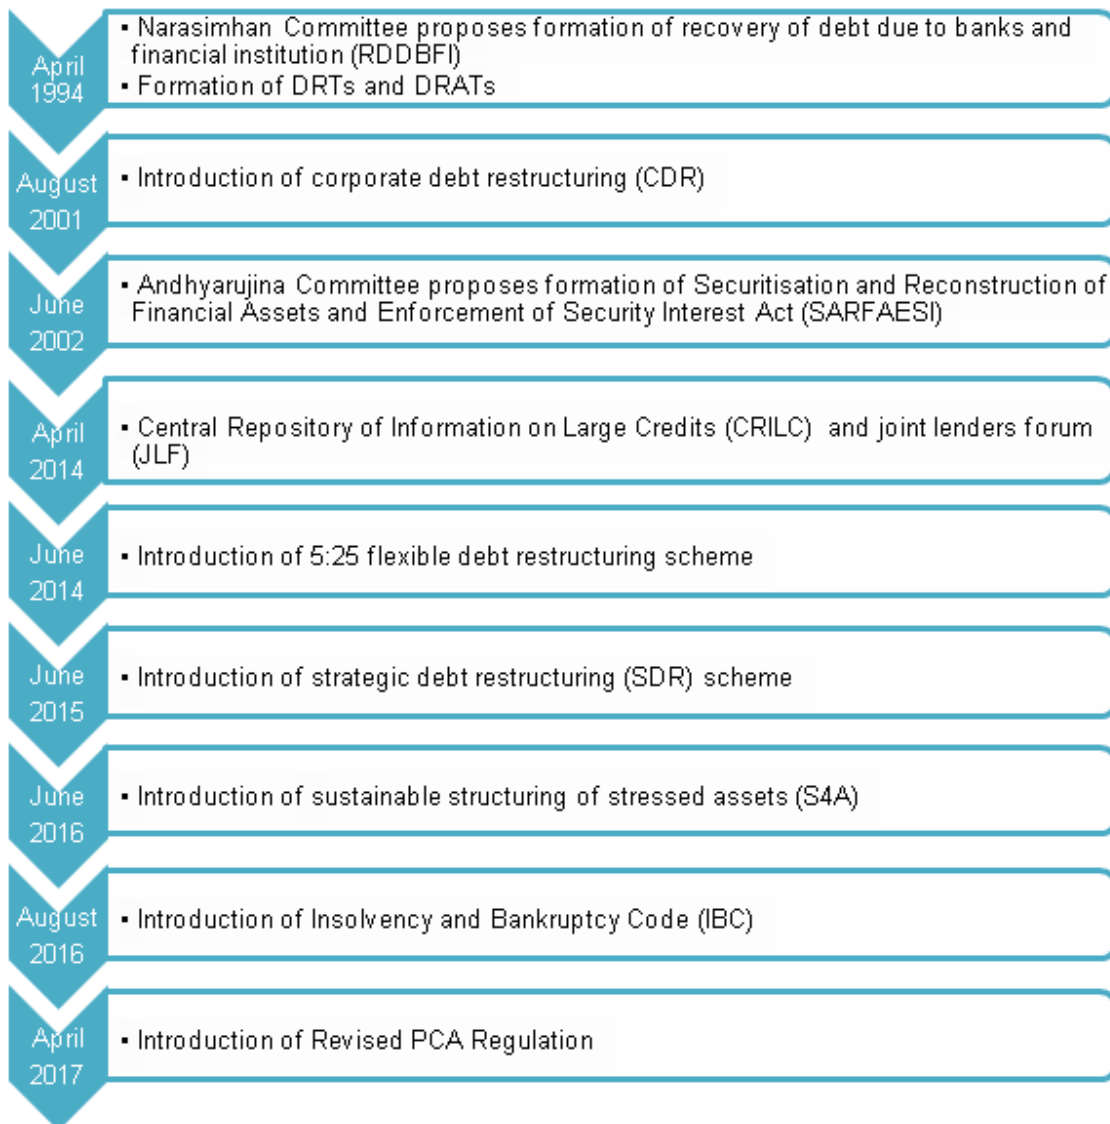 April
1994
▪ Narasimhan Committee proposes formation of recovery of debt due to banks and
financial institution (RDDBFI)
▪ Formation of DRTs and DRATs
August
2001
▪ Introduction of corporate debt restructuring (CDR)
June
2002
▪ Andhyarujina Committee proposes formation of Securitisation and Reconstruction of
Financial Assets and Enforcement of Security Interest Act (SARFAESI)
April
2014
▪ Central Repository of Information on Large Credits (CRILC) and joint lenders forum
(JLF)
June
2014
▪ Introduction of 5:25 flexible debt restructuring scheme
June
2015
▪ Introduction of strategic debt restructuring (SDR) scheme
June
2016
▪ Introduction of sustainable structuring of stressed assets (S4A)
August
2016
▪ Introduction of Insolvency and Bankruptcy Code (IBC)
April
2017
▪ Introduction of Revised PCA Regulation